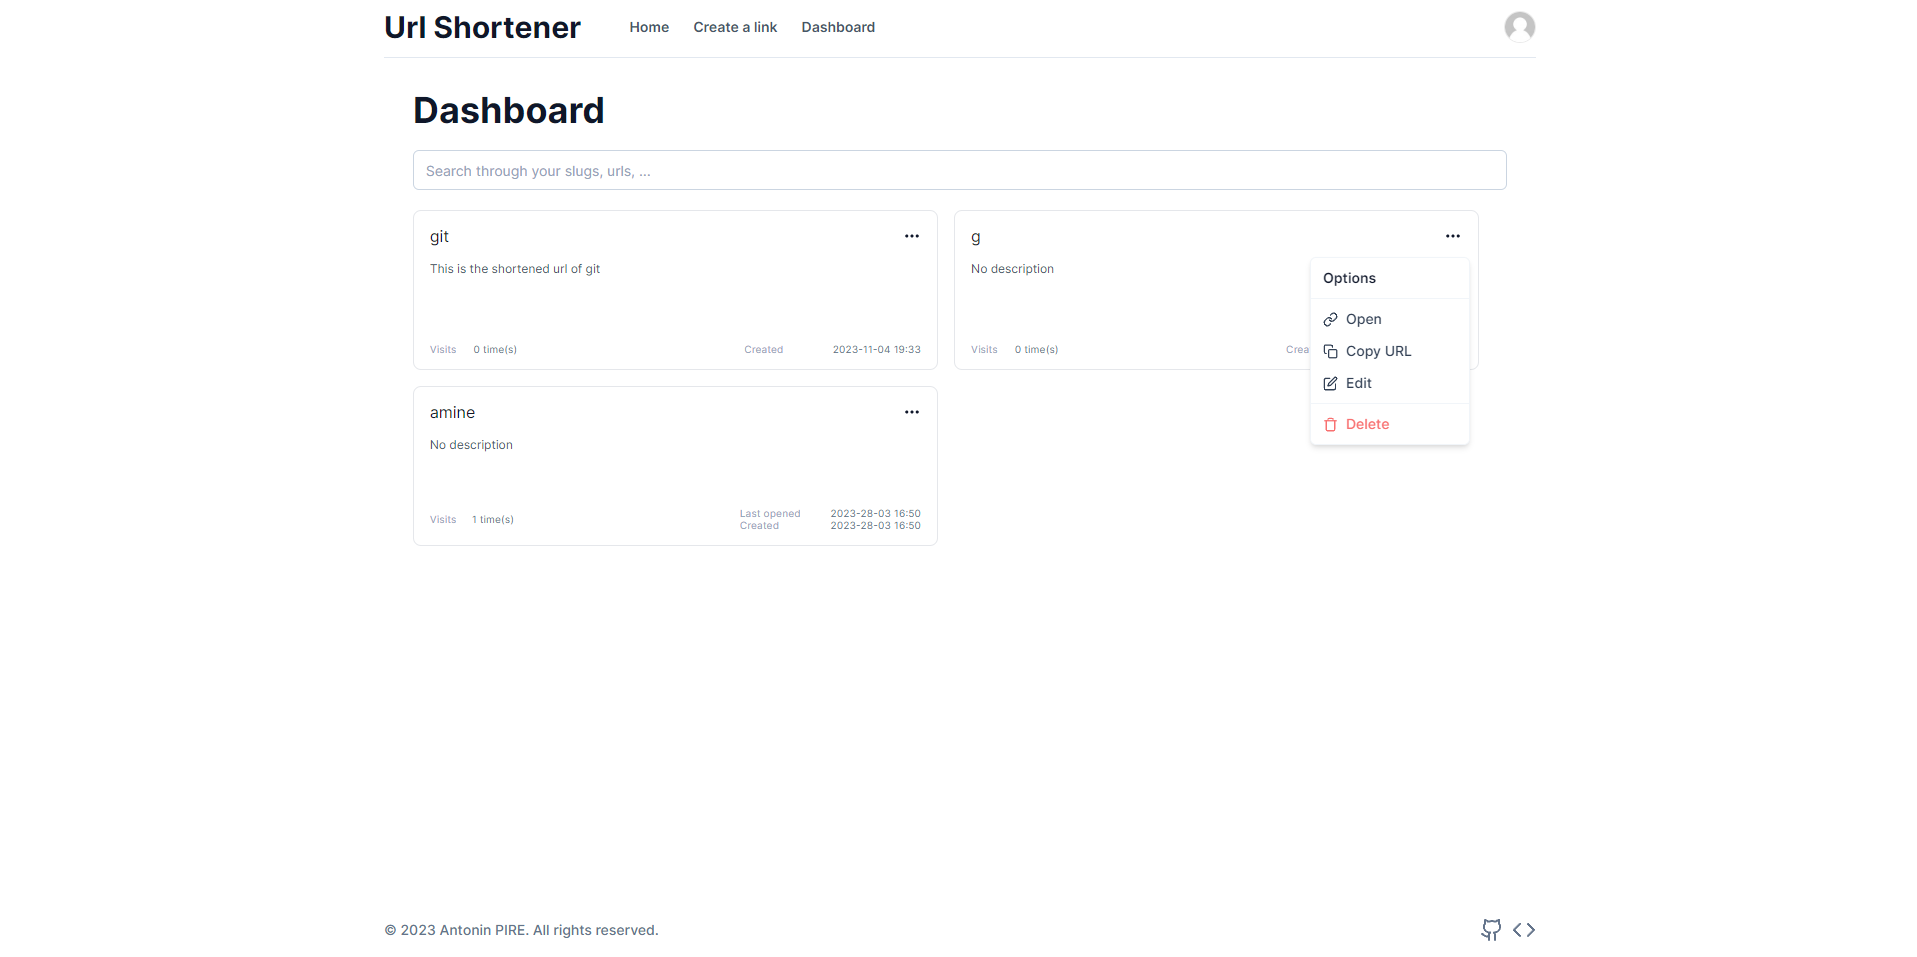 Url Shortener
Home
Create a link
Dashboard
Dashboard
Search through your slugs, urls, ...
git
This is the shortened url of git
Visits 0 time(s)
Created 2023-11-04 19:33
g
No description
Visits 0 time(s)
Crea
Options
Open
Copy URL
Edit
Delete
amine
No description
Visits 1 time(s)
Last opened 2023-28-03 16:50
Created 2023-28-03 16:50
© 2023 Antonin PIRE. All rights reserved.